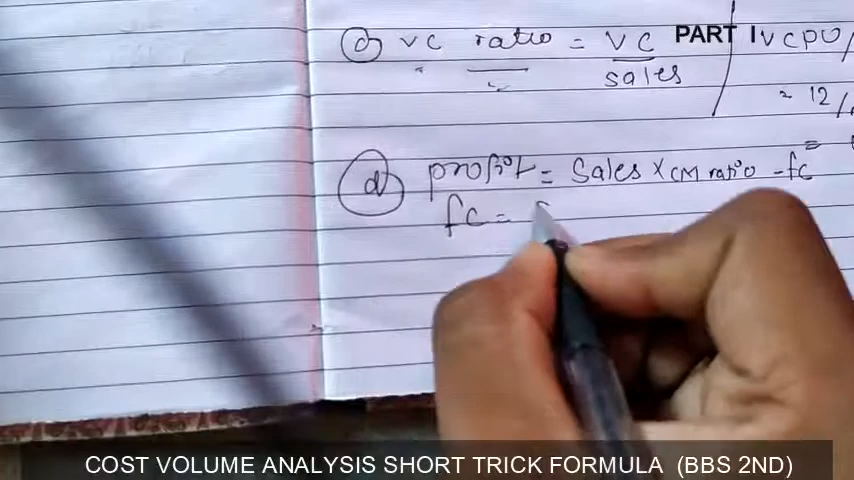 PART I
c) VC ratio = VC / sales
VCPU/
= 12/
d) profit = Sales × CM ratio - fc
fc =
COST VOLUME ANALYSIS SHORT TRICK FORMULA (BBS 2ND)